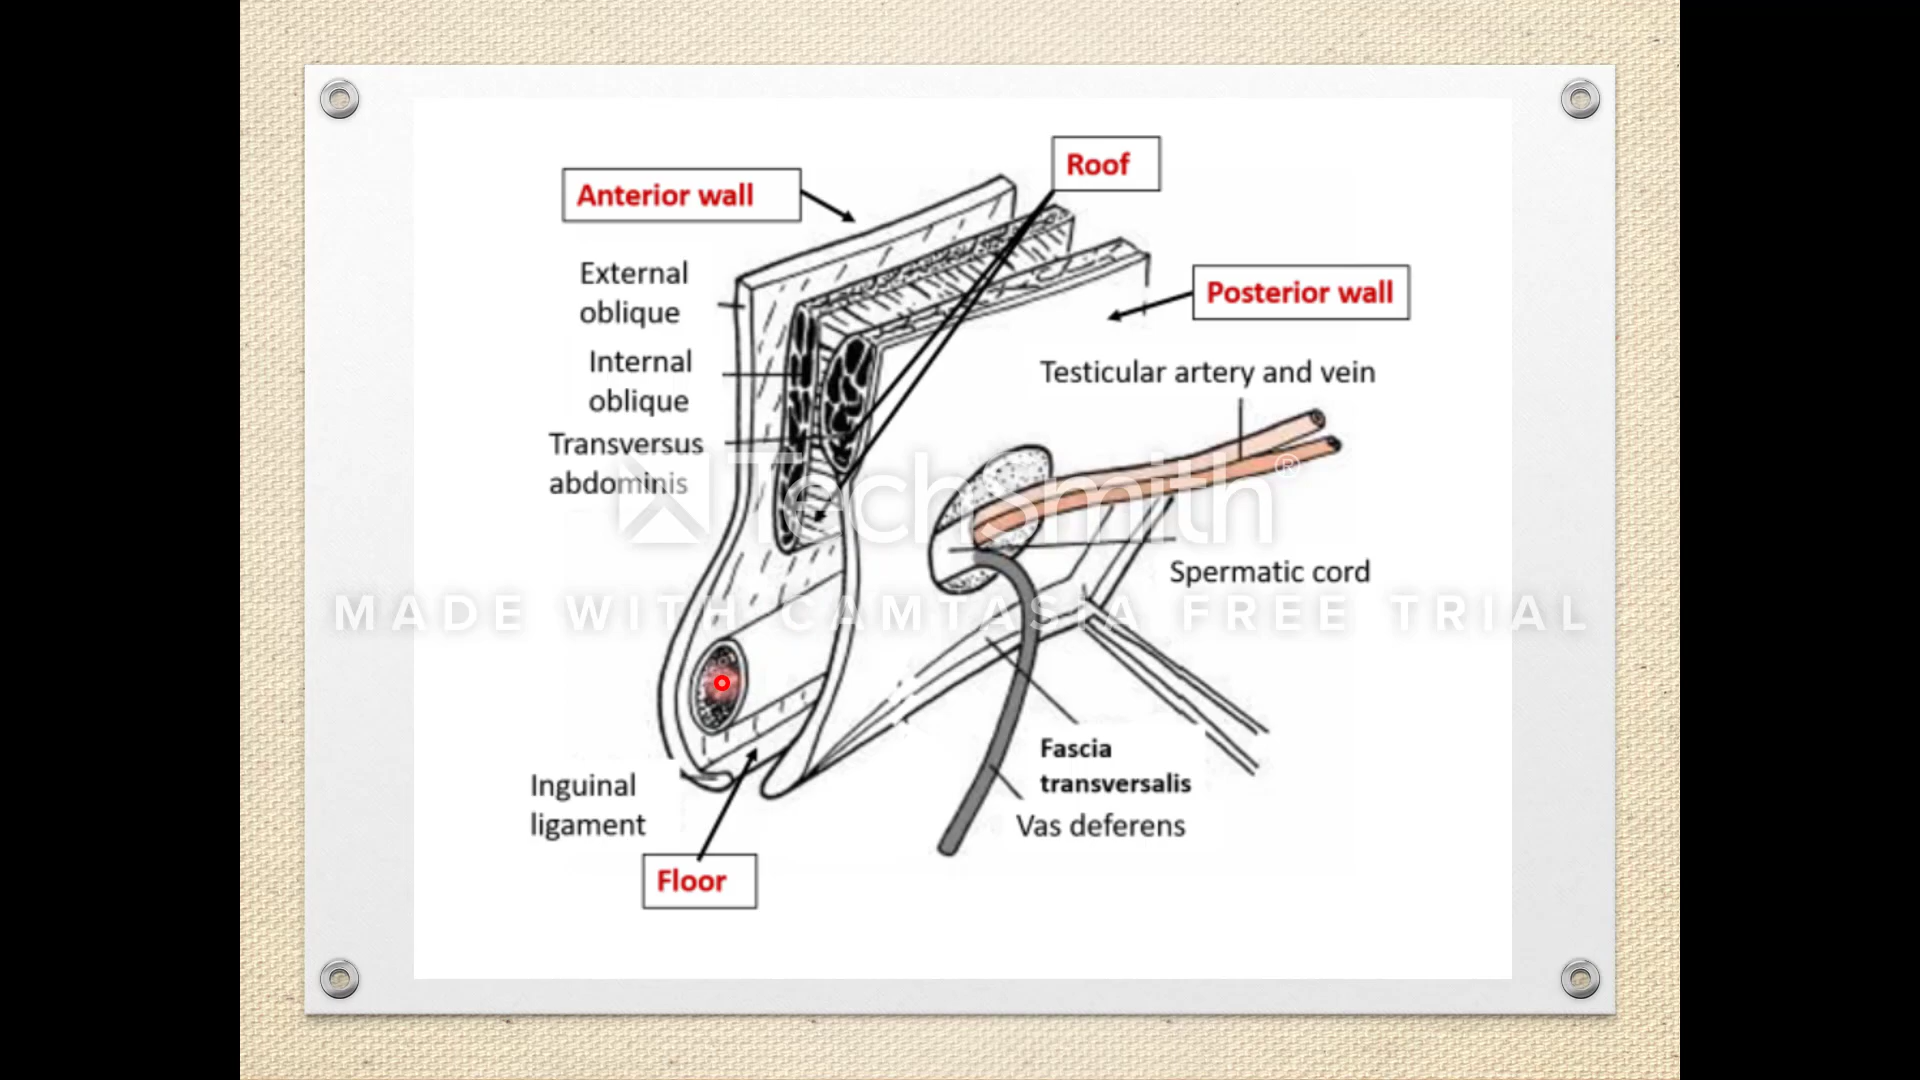 Roof
Anterior wall
External
oblique
Posterior wall
Internal
oblique
Testicular artery and vein
Transversus
abdominis
TechSmith®
Spermatic cord
MADE WITH CAMTASIA FREE TRIAL
Fascia
transversalis
Inguinal
ligament
Vas deferens
Floor